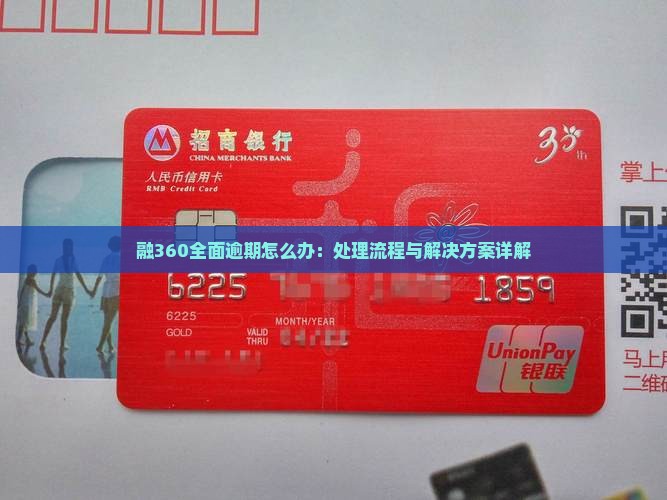 招商银行
CHINA MERCHANTS BANK
30th
人民币信用卡
RMB Credit Card
掌上
融360全面逾期怎么办：处理流程与解决方案详解
6225 1859
6225
GOLD
VALID
THRU
MONTH/YEAR
UnionPay
银联
马上用
二维码